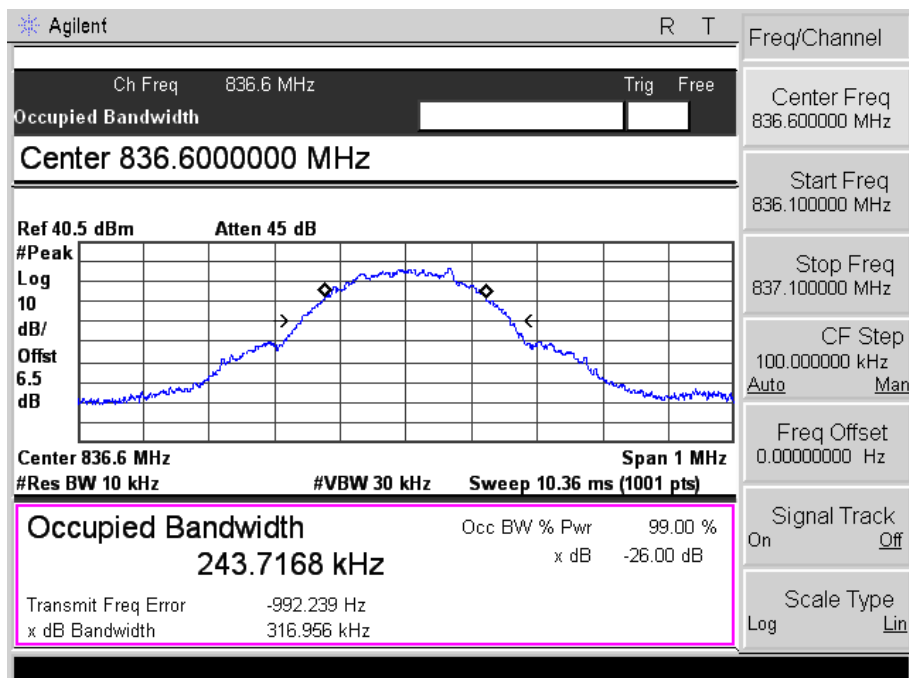 Agilent R T
Ch Freq 836.6 MHz Trig Free
Occupied Bandwidth
Center 836.6000000 MHz
Ref 40.5 dBm Atten 45 dB
#Peak
Log
10
dB/
Offst
6.5
dB
Center 836.6 MHz Span 1 MHz
#Res BW 10 kHz #VBW 30 kHz Sweep 10.36 ms (1001 pts)
Occupied Bandwidth
243.7168 kHz
Occ BW % Pwr 99.00 %
x dB -26.00 dB
Transmit Freq Error -992.239 Hz
x dB Bandwidth 316.956 kHz
Freq/Channel
Center Freq
836.600000 MHz
Start Freq
836.100000 MHz
Stop Freq
837.100000 MHz
CF Step
100.000000 kHz
Auto Man
Freq Offset
0.00000000 Hz
Signal Track
On Off
Scale Type
Log Lin